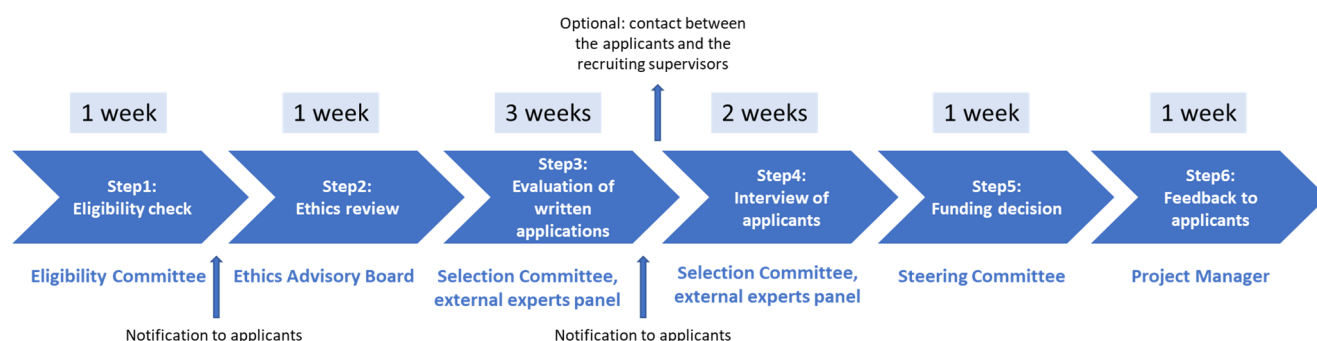 Optional: contact between
the applicants and the
recruiting supervisors
1 week
1 week
3 weeks
2 weeks
1 week
1 week
Step1:
Eligibility check
Step2:
Ethics review
Step3:
Evaluation of
written
applications
Step4:
Interview of
applicants
Step5:
Funding decision
Step6:
Feedback to
applicants
Eligibility Committee
Ethics Advisory Board
Selection Committee,
external experts panel
Selection Committee,
external experts panel
Steering Committee
Project Manager
Notification to applicants
Notification to applicants